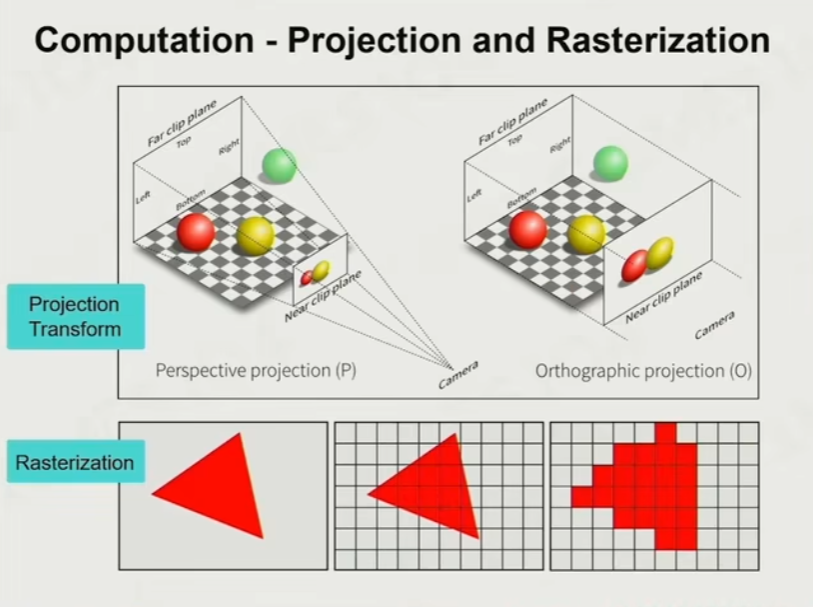 Computation - Projection and Rasterization
Far clip plane
Top
Right
Left
Bottom
Near clip plane
Camera
Perspective projection (P)
Far clip plane
Top
Right
Left
Bottom
Near clip plane
Camera
Orthographic projection (O)
Projection
Transform
Rasterization